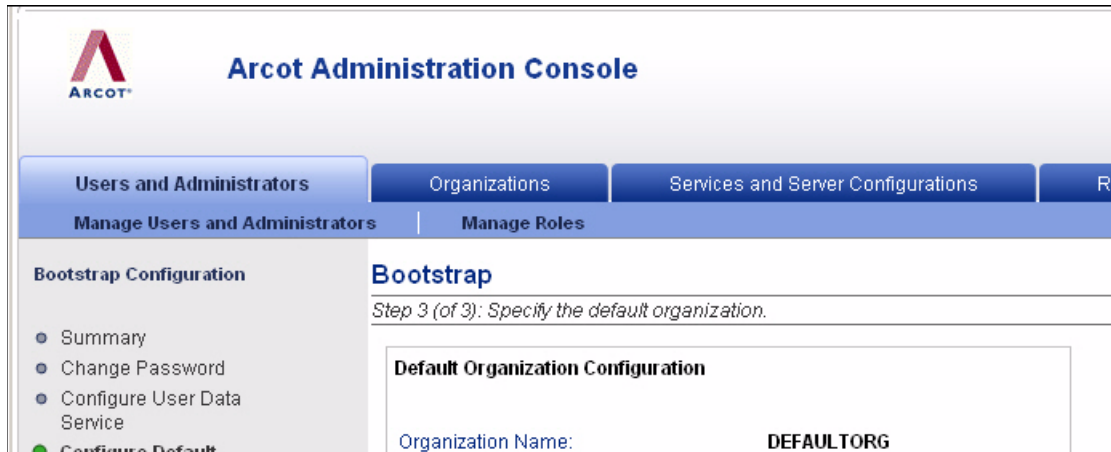 Arcot Administration Console
ARCOT
Users and Administrators Organizations Services and Server Configurations R
Manage Users and Administrators Manage Roles
Bootstrap Configuration
Summary
Change Password
Configure User Data
Service
Configure Default
Bootstrap
Step 3 (of 3): Specify the default organization.
Default Organization Configuration
Organization Name: DEFAULTORG